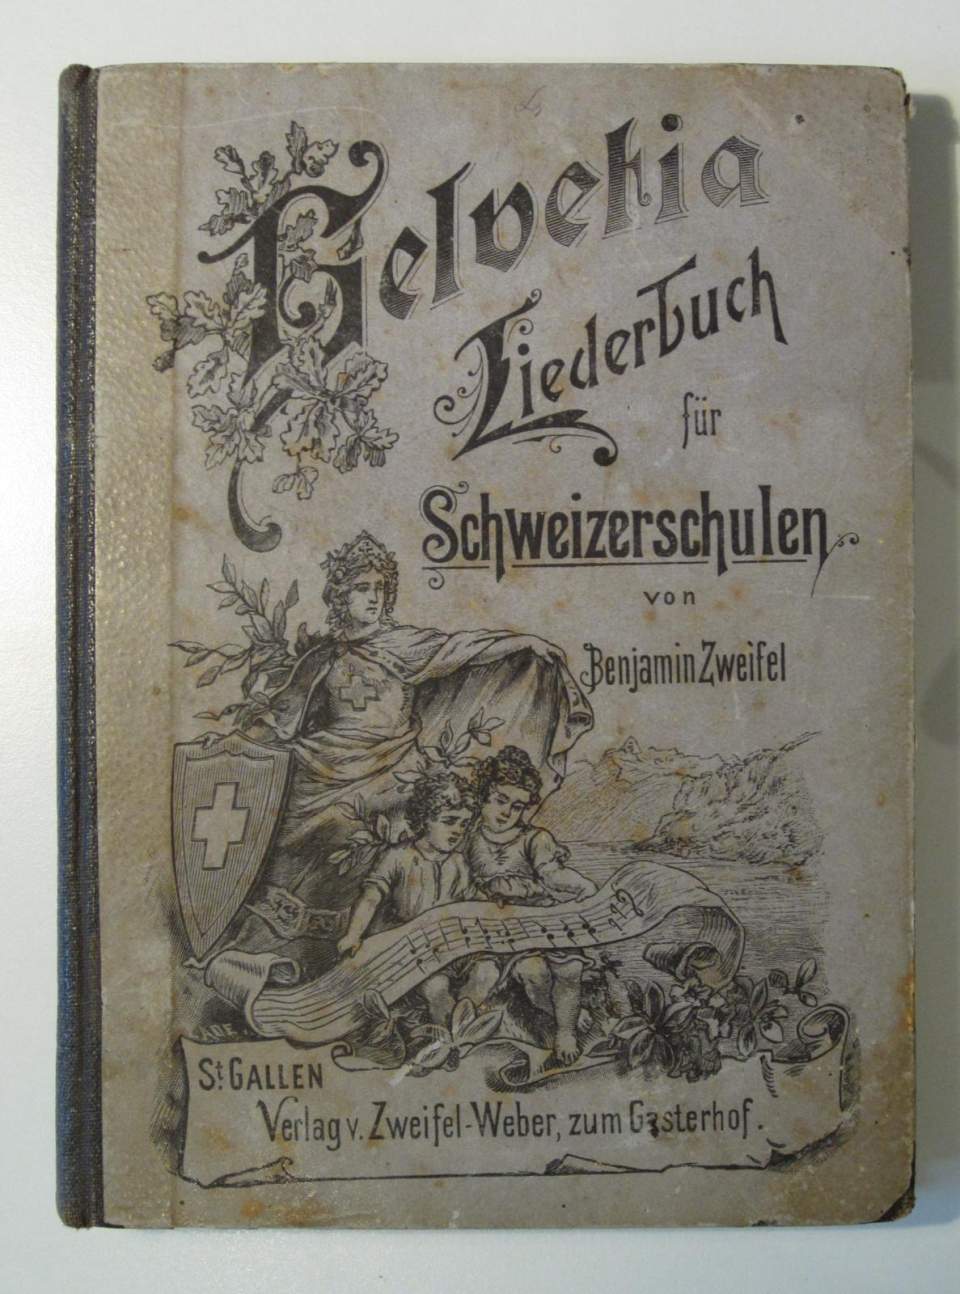 Helvetia
Liederbuch
für
Schweizerschulen
von
Benjamin Zweifel
St. GALLEN
Verlag v. Zweifel-Weber, zum Gasterhof.